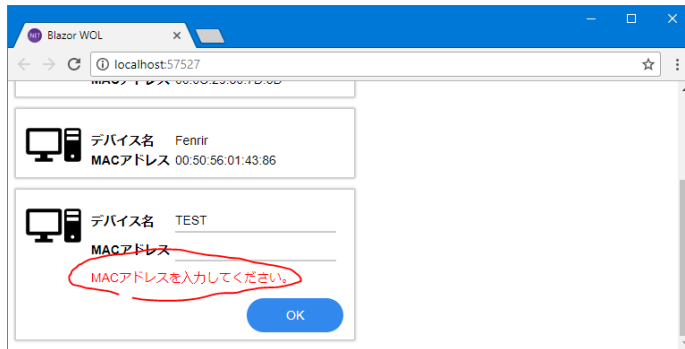 Blazor WOL
localhost:57527
デバイス名 Fenrir
MACアドレス 00:50:56:01:43:86
デバイス名 TEST
MACアドレス
MACアドレスを入力してください。
OK